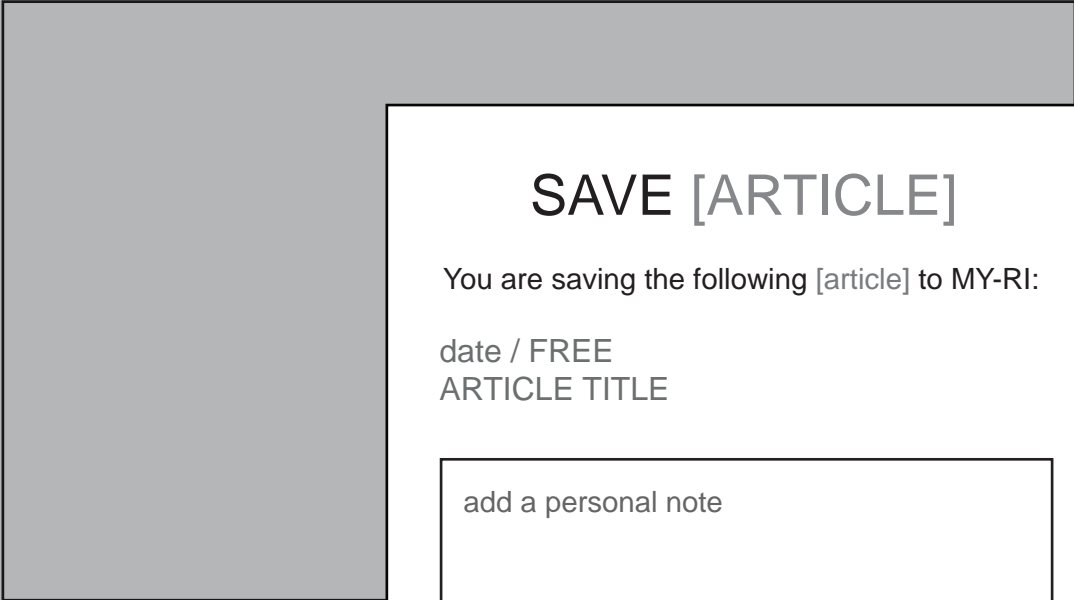 SAVE [ARTICLE]
You are saving the following [article] to MY-RI:
date / FREE
ARTICLE TITLE
add a personal note